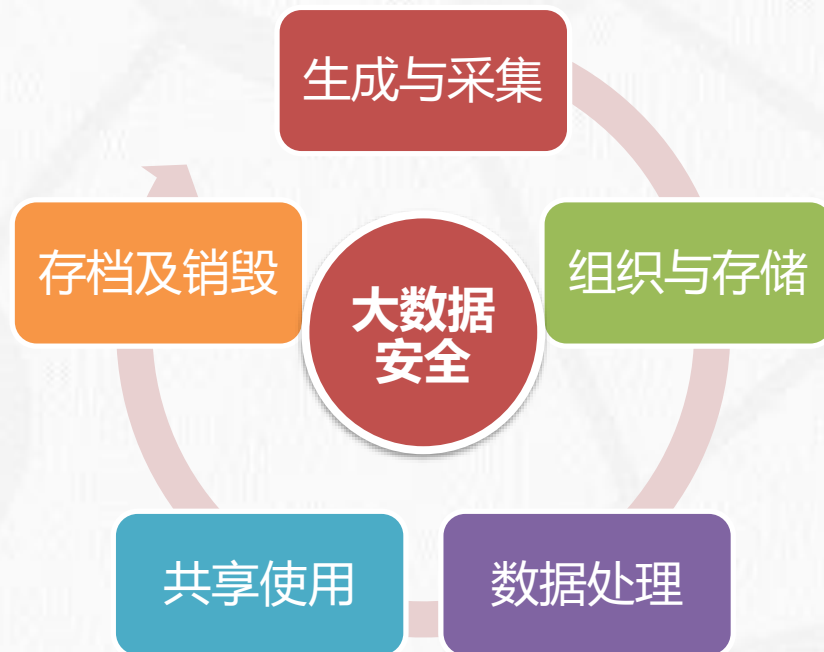 生成与采集
存档及销毁
组织与存储
大数据
安全
共享使用
数据处理